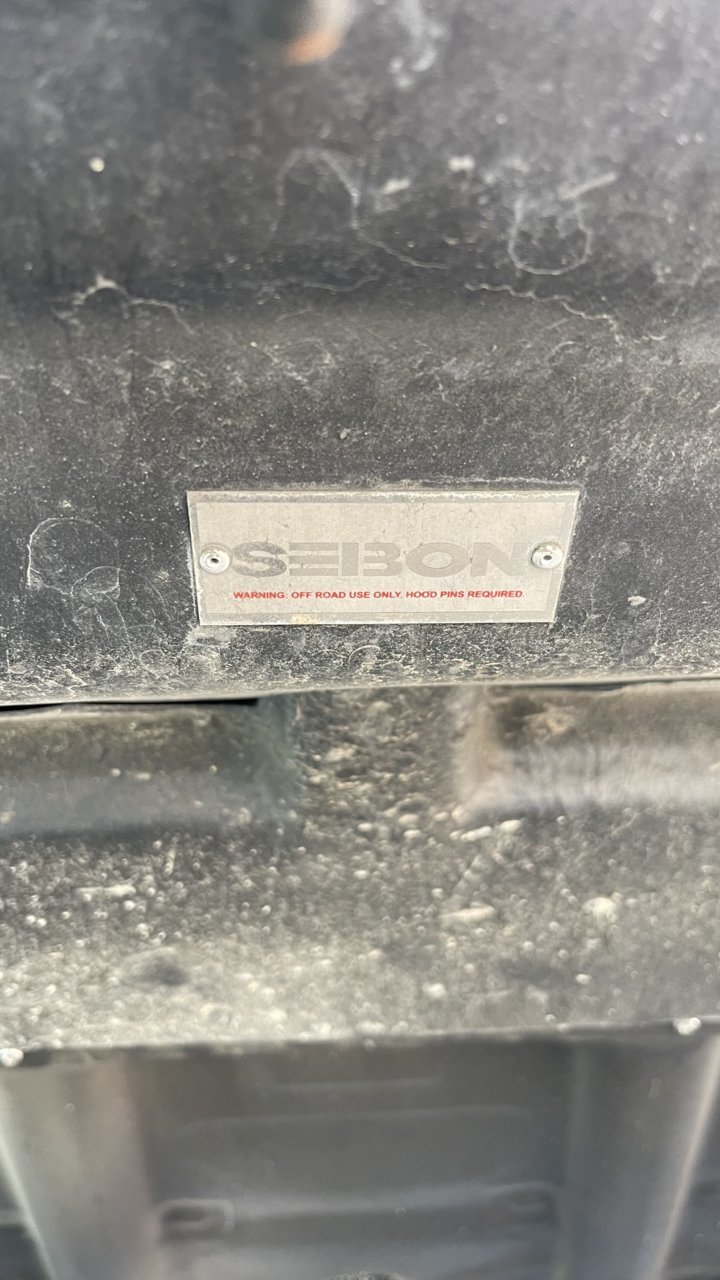 SEIBON
WARNING: OFF ROAD USE ONLY. HOOD PINS REQUIRED.